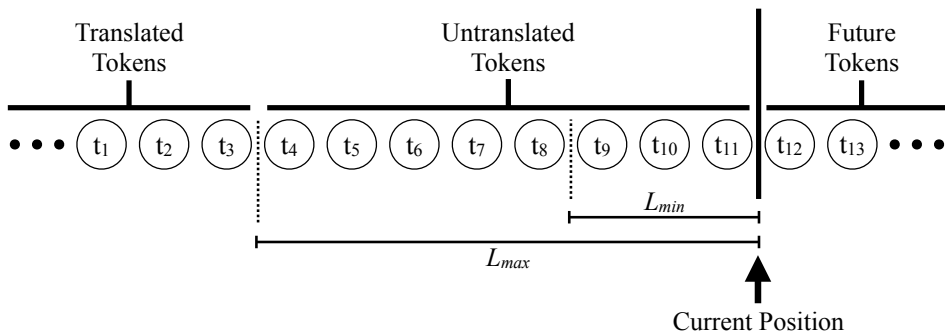 Translated Tokens
Untranslated Tokens
Future Tokens
••• t₁ t₂ t₃ t₄ t₅ t₆ t₇ t₈ t₉ t₁₀ t₁₁ t₁₂ t₁₃ •••
Lmin
Lmax
Current Position